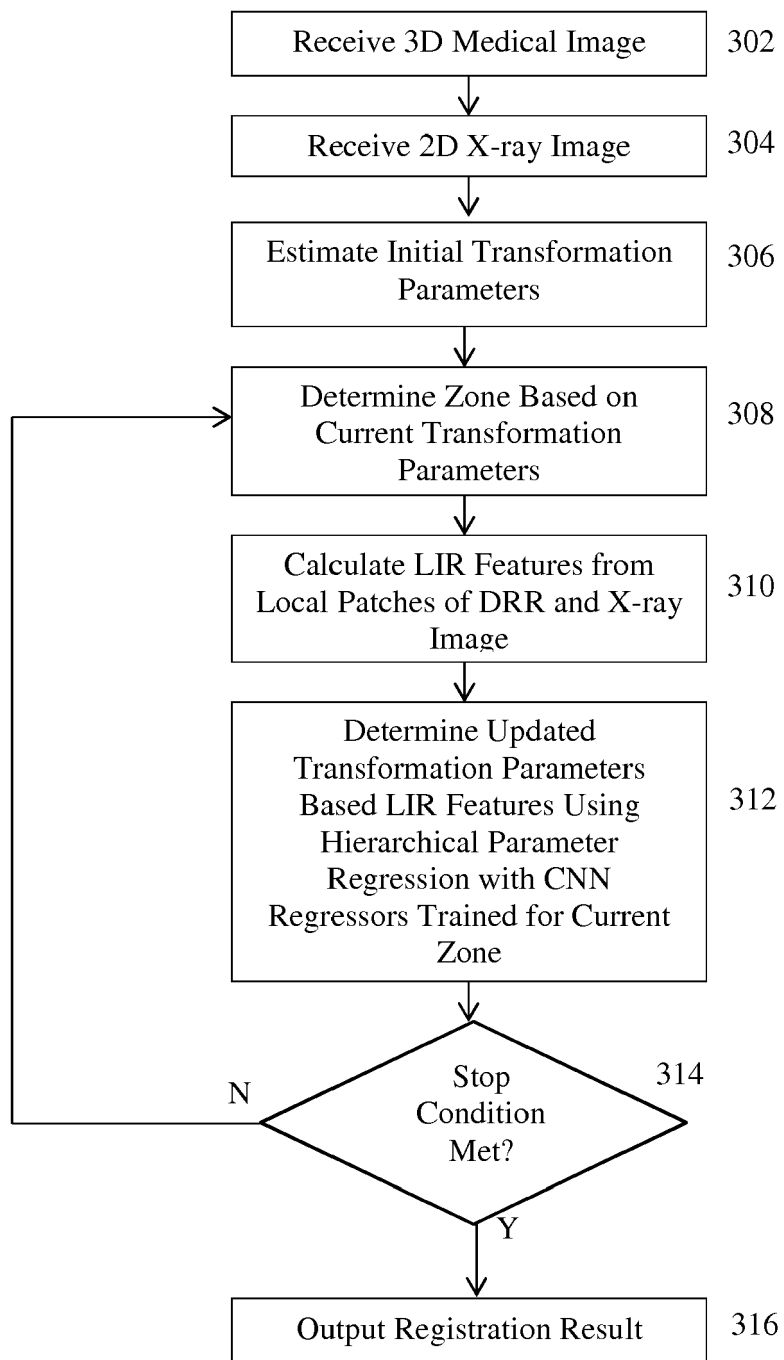 Receive 3D Medical Image
302
Receive 2D X-ray Image
304
Estimate Initial Transformation
Parameters
306
Determine Zone Based on
Current Transformation
Parameters
308
Calculate LIR Features from
Local Patches of DRR and X-ray
Image
310
Determine Updated
Transformation Parameters
Based LIR Features Using
Hierarchical Parameter
Regression with CNN
Regressors Trained for Current
Zone
312
Stop
Condition
Met?
314
N
Y
Output Registration Result
316